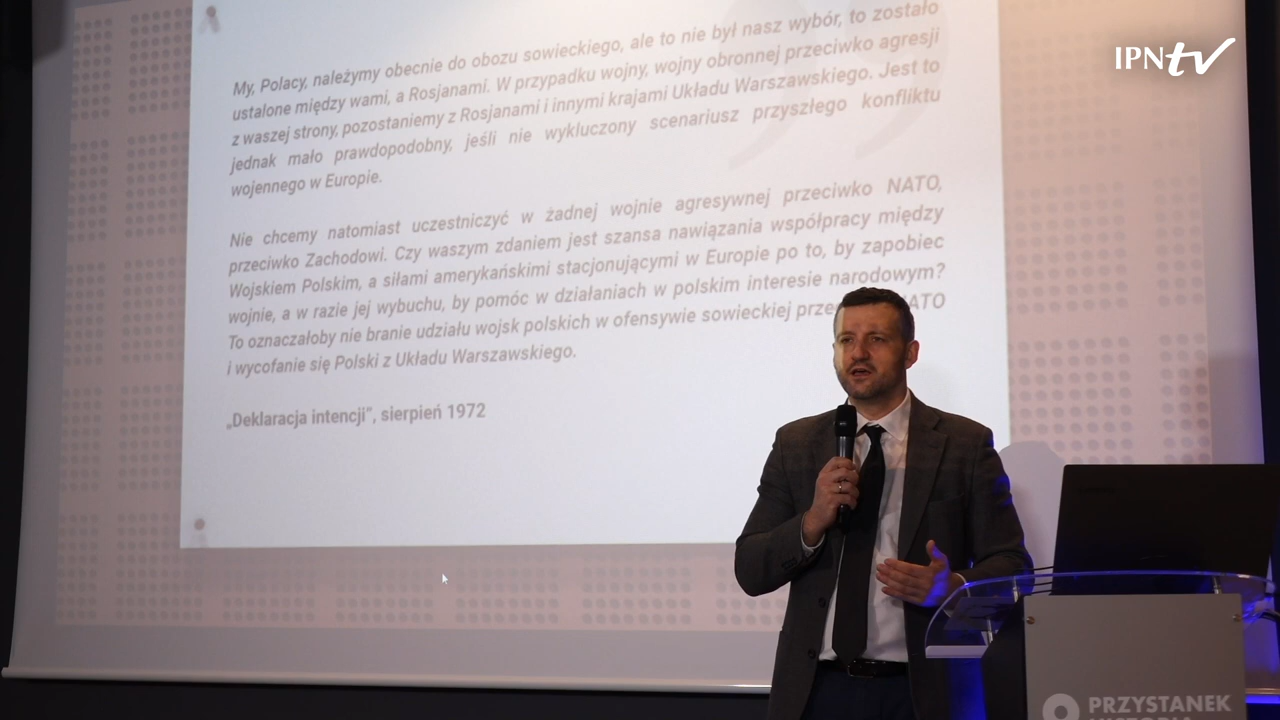 IPNtv
My, Polacy, należymy obecnie do obozu sowieckiego, ale to nie był nasz wybór, to zostało
ustalone między wami, a Rosjanami. W przypadku wojny, wojny obronnej przeciwko agresji
z waszej strony, pozostaniemy z Rosjanami i innymi krajami Układu Warszawskiego. Jest to
jednak mało prawdopodobny, jeśli nie wykluczony scenariusz przyszłego konfliktu
wojennego w Europie.
Nie chcemy natomiast uczestniczyć w żadnej wojnie agresywnej przeciwko NATO,
przeciwko Zachodowi. Czy waszym zdaniem jest szansa nawiązania współpracy między
Wojskiem Polskim, a siłami amerykańskimi stacjonującymi w Europie po to, by zapobiec
wojnie, a w razie jej wybuchu, by pomóc w działaniach w polskim interesie narodowym?
To oznaczałoby nie branie udziału wojsk polskich w ofensywie sowieckiej NATO
i wycofanie się Polski z Układu Warszawskiego.
„Deklaracja intencji”, sierpień 1972
PRZYSTANEK